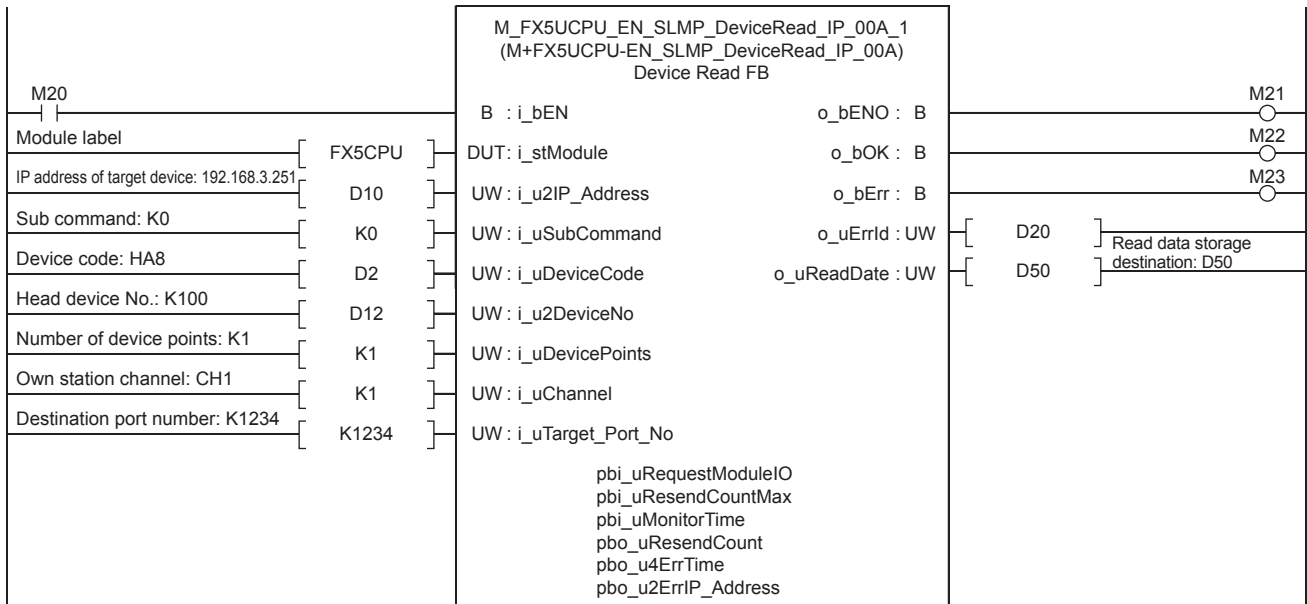 M_FX5UCPU_EN_SLMP_DeviceRead_IP_00A_1
(M+FX5UCPU-EN_SLMP_DeviceRead_IP_00A)
Device Read FB
M20
B : i_bEN
o_bENO : B
M21
Module label
FX5CPU
DUT: i_stModule
o_bOK : B
M22
IP address of target device: 192.168.3.251
D10
UW : i_u2IP_Address
o_bErr : B
M23
Sub command: K0
K0
UW : i_uSubCommand
o_uErrId : UW
D20
Device code: HA8
D2
UW : i_uDeviceCode
o_uReadDate : UW
D50
Read data storage
destination: D50
Head device No.: K100
D12
UW : i_u2DeviceNo
Number of device points: K1
K1
UW : i_uDevicePoints
Own station channel: CH1
K1
UW : i_uChannel
Destination port number: K1234
K1234
UW : i_uTarget_Port_No
pbi_uRequestModuleIO
pbi_uResendCountMax
pbi_uMonitorTime
pbo_uResendCount
pbo_u4ErrTime
pbo_u2ErrIP_Address